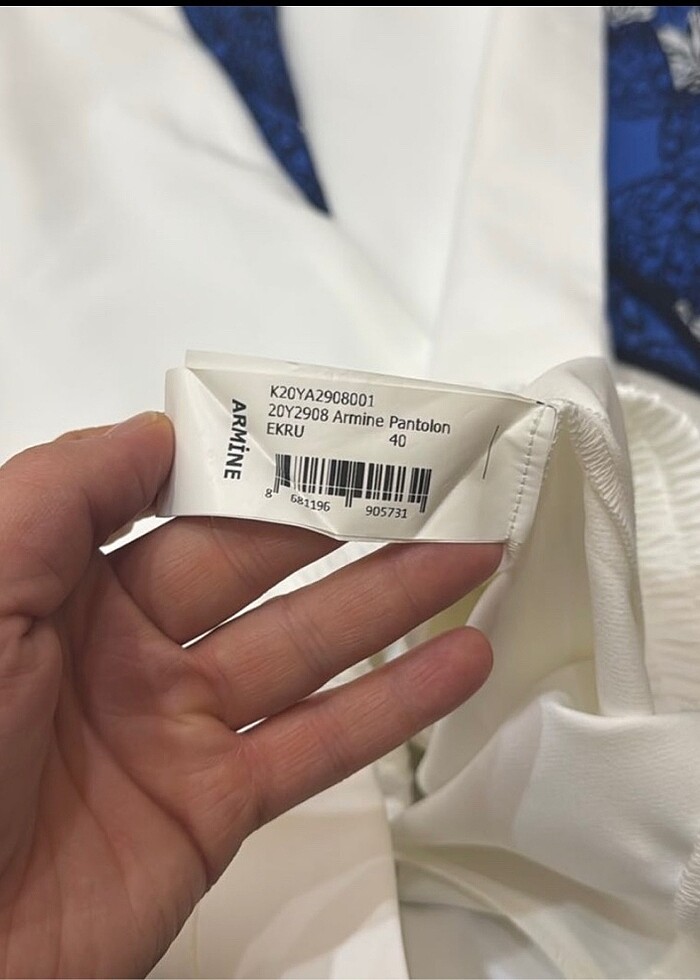 K20YA2908001
20Y2908 Armine Pantolon
EKRU 40
8 681196 905731
ARMİNE